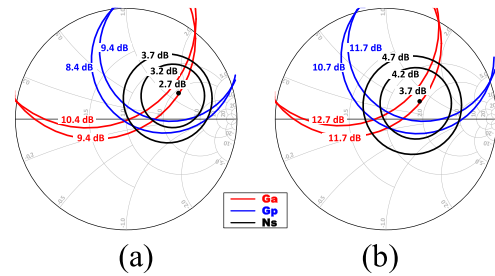 3.7 dB
9.4 dB
3.2 dB
8.4 dB
2.7 dB
10.4 dB
9.4 dB
4.7 dB
11.7 dB
10.7 dB
4.2 dB
3.7 dB
12.7 dB
11.7 dB
Ga
Gp
Ns
(a)
(b)